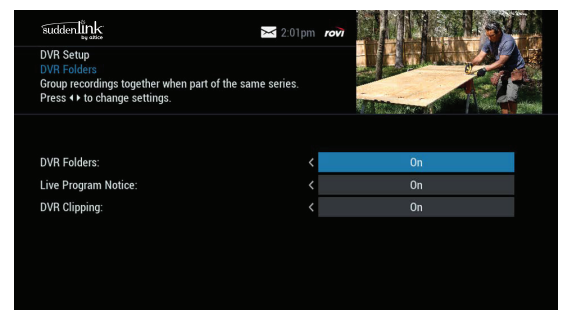 suddenlink
by altice
2:01pm rovi
DVR Setup
DVR Folders
Group recordings together when part of the same series.
Press ◂ ▸ to change settings.
DVR Folders: < On
Live Program Notice: < On
DVR Clipping: < On